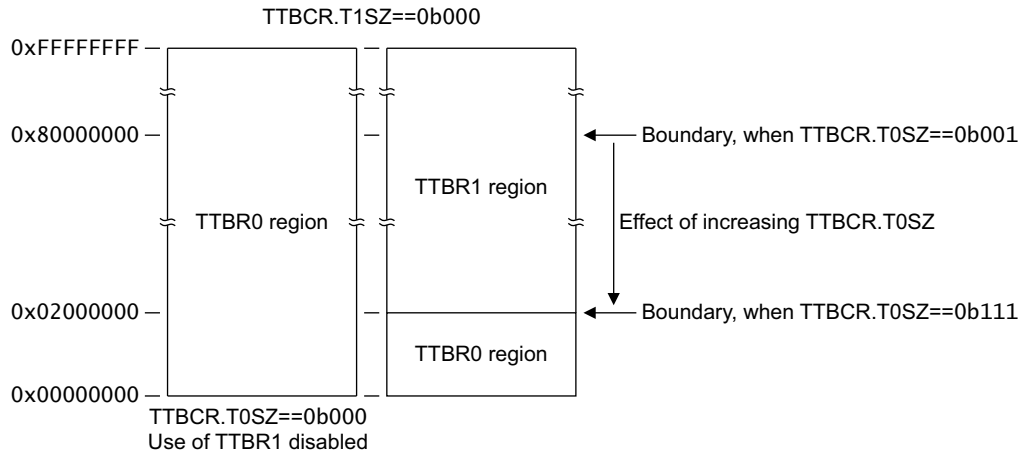 TTBCR.T1SZ==0b000
0xFFFFFFFF
0x80000000
Boundary, when TTBCR.T0SZ==0b001
TTBR1 region
TTBR0 region
Effect of increasing TTBCR.T0SZ
0x02000000
Boundary, when TTBCR.T0SZ==0b111
TTBR0 region
0x00000000
TTBCR.T0SZ==0b000
Use of TTBR1 disabled